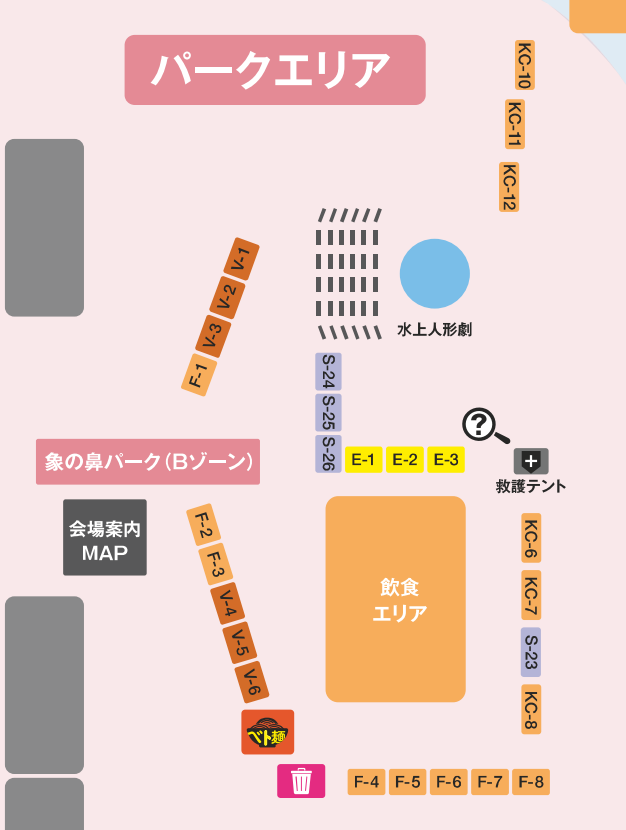 パークエリア
KC-10
KC-11
KC-12
V-1
V-2
V-3
F-1
水上人形劇
S-24
S-25
S-26
E-1
E-2
E-3
?
救護テント
象の鼻パーク(Bゾーン)
会場案内
MAP
F-2
F-3
V-4
V-5
V-6
飲食
エリア
KC-6
KC-7
S-23
KC-8
ベト麺
F-4
F-5
F-6
F-7
F-8